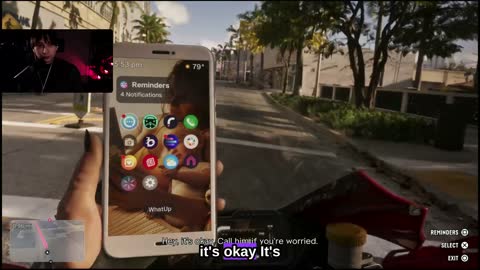 5:53 pm
79°
Reminders
4 Notifications
WhatUp
Hey, it's okay. Call him if you're worried.
it's okay It's
REMINDERS
SELECT
EXIT